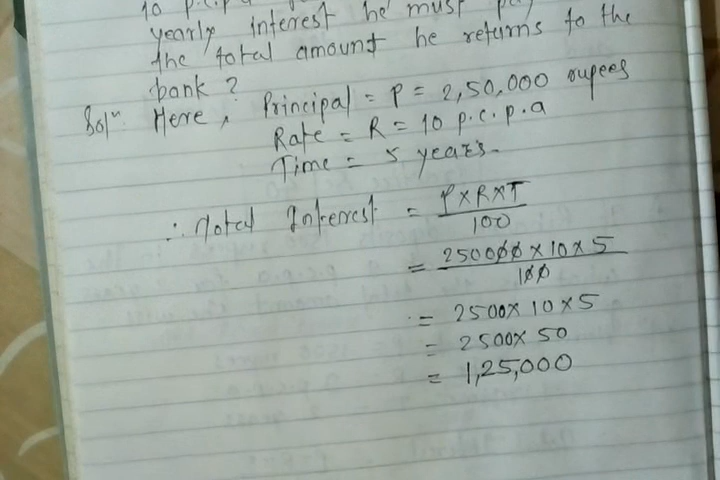 10 p.c.p.a
yearly interest he must pay
the total amount he returns to the
bank ?
Solⁿ. Here, Principal = P = 2,50,000 rupees
Rate = R = 10 p.c.p.a
Time = 5 years.
∴ Total Interest = P×R×T / 100
= 250000 × 10 × 5 / 100
= 2500 × 10 × 5
= 2500 × 50
= 1,25,000